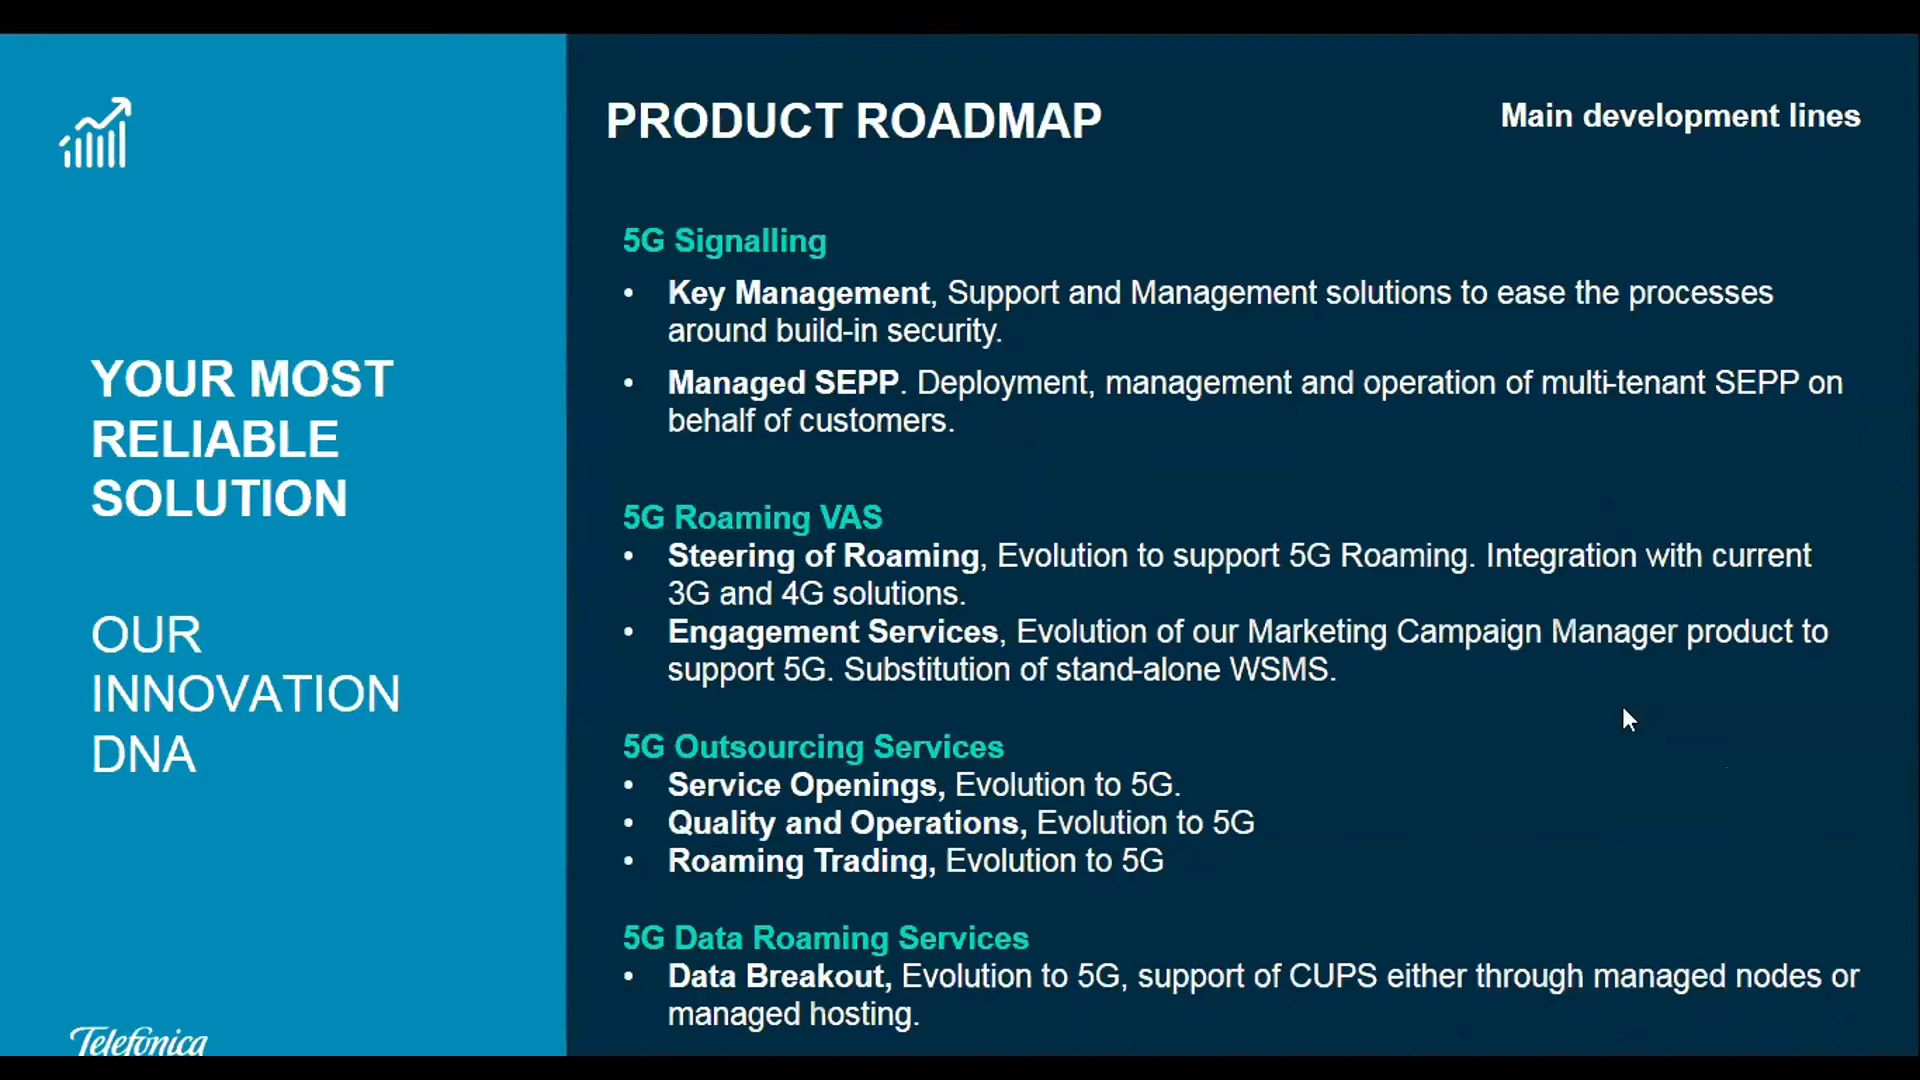 YOUR MOST
RELIABLE
SOLUTION
OUR
INNOVATION
DNA
Telefónica
PRODUCT ROADMAP
Main development lines
5G Signalling
• Key Management, Support and Management solutions to ease the processes
around build-in security.
• Managed SEPP. Deployment, management and operation of multi-tenant SEPP on
behalf of customers.
5G Roaming VAS
• Steering of Roaming, Evolution to support 5G Roaming. Integration with current
3G and 4G solutions.
• Engagement Services, Evolution of our Marketing Campaign Manager product to
support 5G. Substitution of stand-alone WSMS.
5G Outsourcing Services
• Service Openings, Evolution to 5G.
• Quality and Operations, Evolution to 5G
• Roaming Trading, Evolution to 5G
5G Data Roaming Services
• Data Breakout, Evolution to 5G, support of CUPS either through managed nodes or
managed hosting.